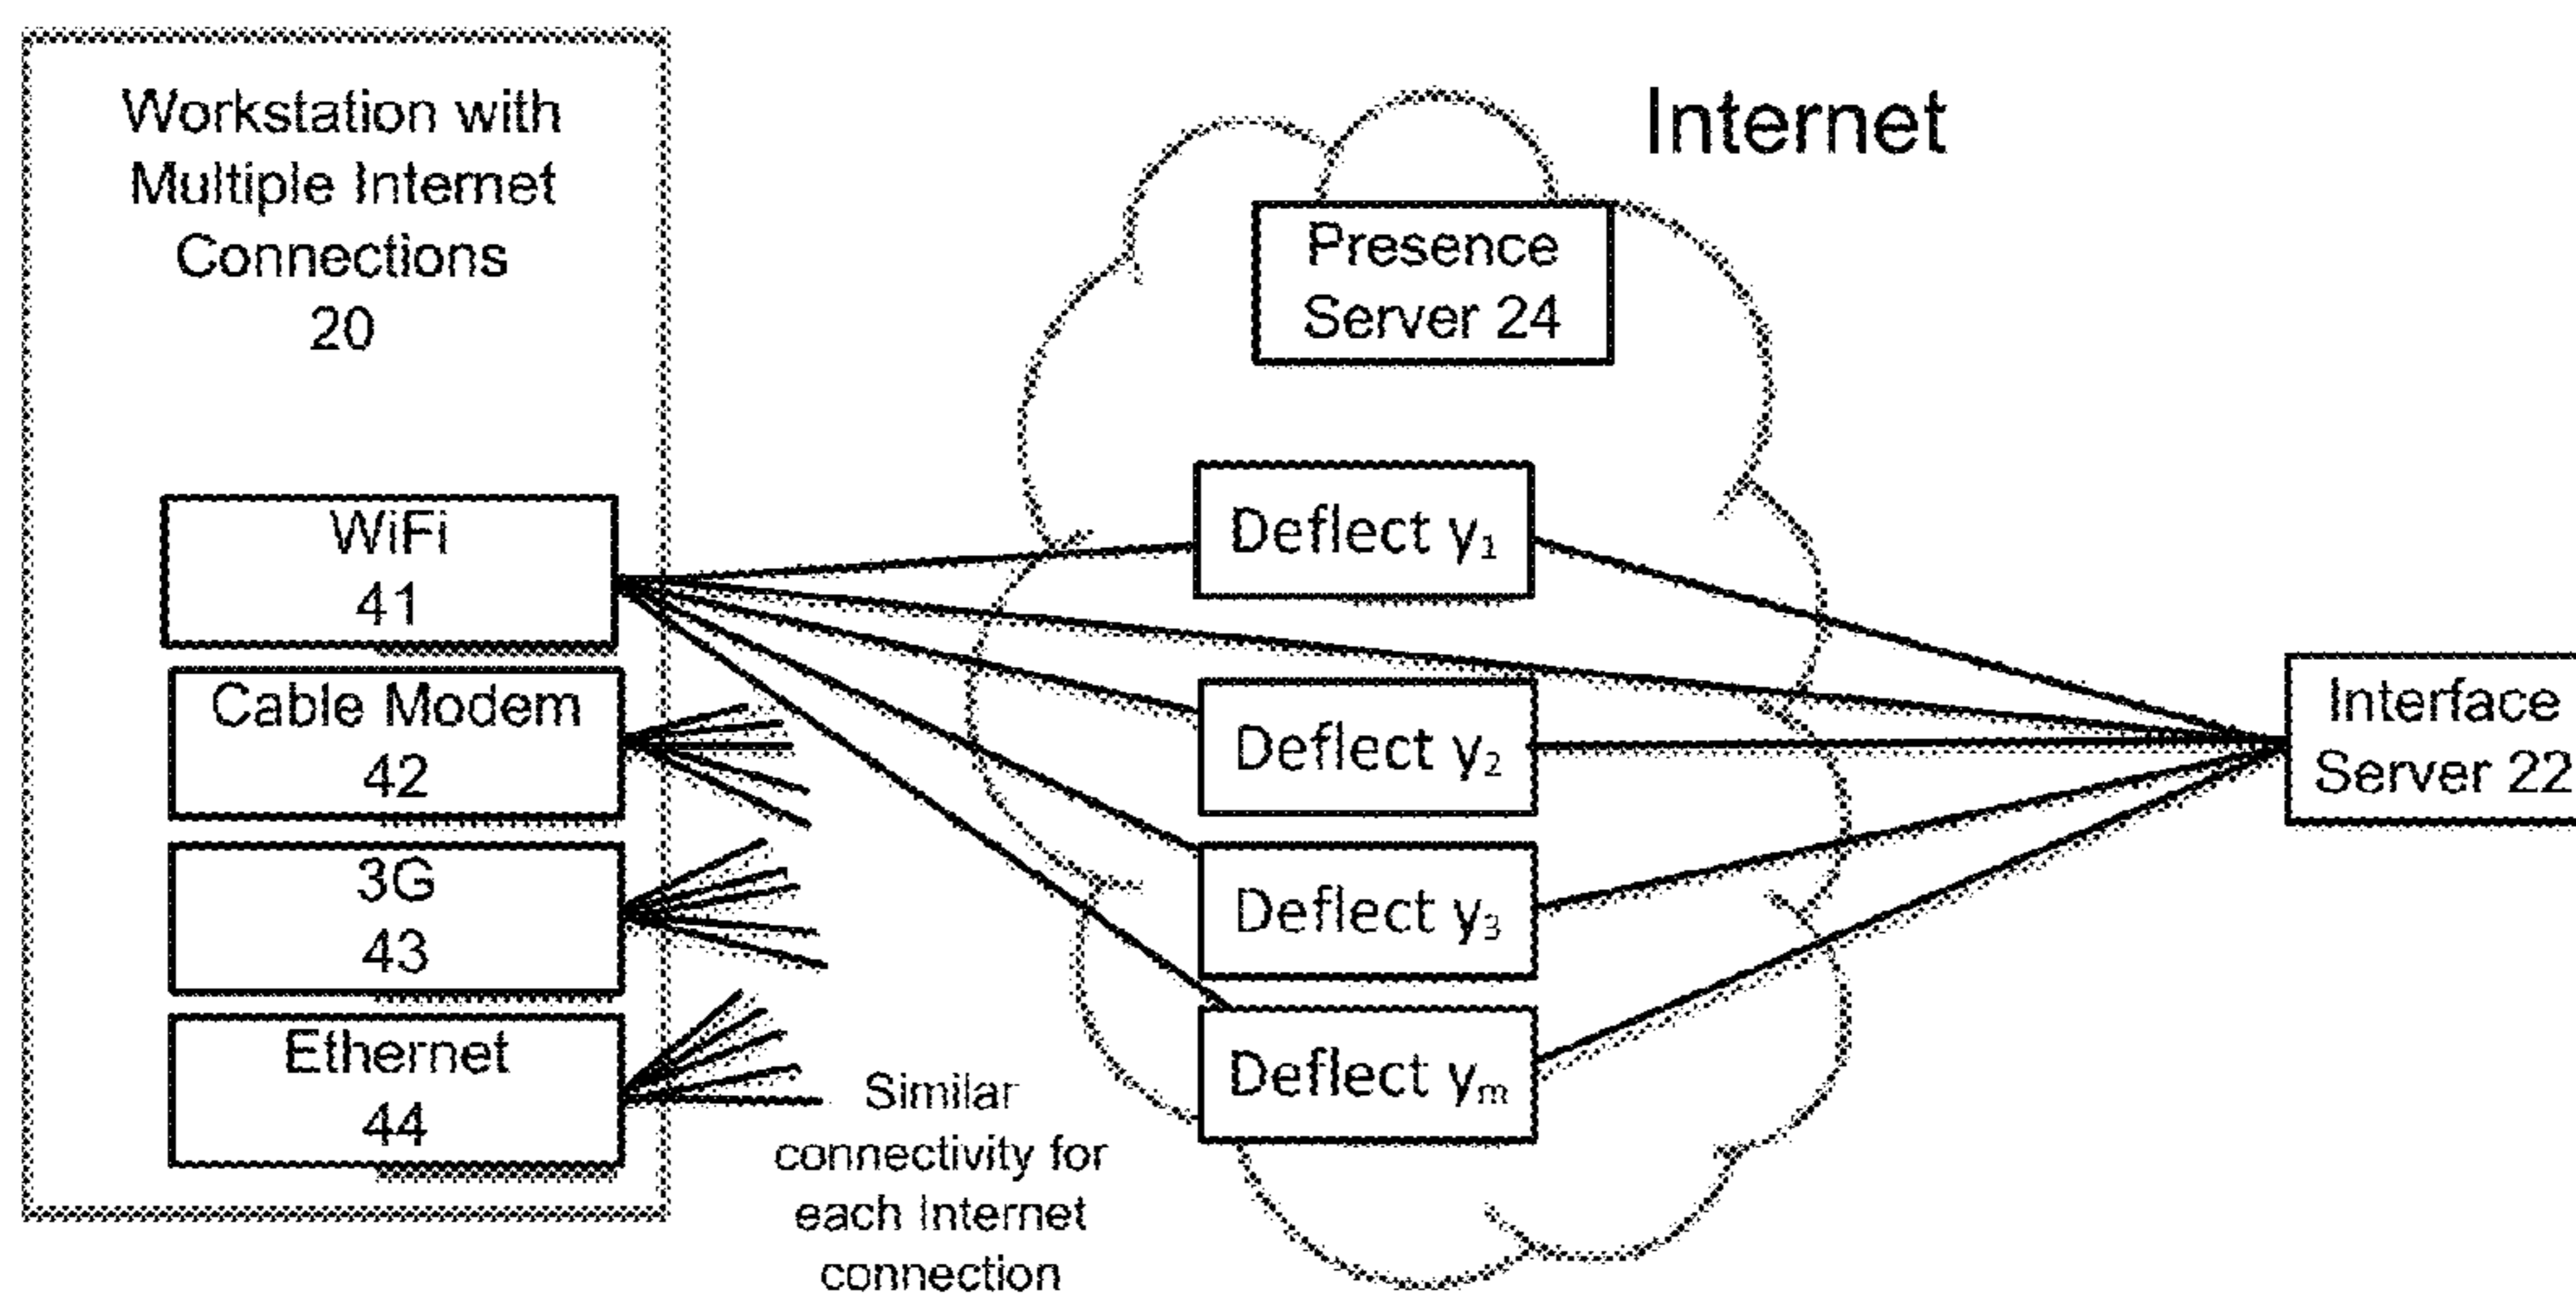 Workstation with
Multiple Internet
Connections
20
WiFi
41
Cable Modem
42
3G
43
Ethernet
44
Similar
connectivity for
each Internet
connection
Internet
Presence
Server 24
Deflect y₁
Deflect y₂
Deflect y₃
Deflect yₘ
Interface
Server 22